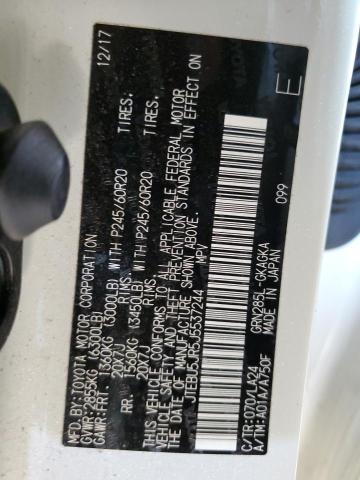 MFD. BY: TOYOTA MOTOR CORPORATION 12/17
GVWR: 2855KG (6300LB)
GAWR: FRT. 1360KG (3000LB) WITH P245/60R20 TIRES:
20X7J RIMS
RR. 1560KG (3450LB) WITH P245/60R20 TIRES:
20X7J RIMS
THIS VEHICLE CONFORMS TO ALL APPLICABLE FEDERAL MOTOR
VEHICLE SAFETY AND THEFT PREVENTION STANDARDS IN EFFECT ON
THE DATE OF MANUFACTURE SHOWN ABOVE.
JTEBU5JR5J5537244 MPV
E
C/TR: 070/LA24 GRN285L-GKAGKA 099
A/TM: A01A/A750F MADE IN JAPAN